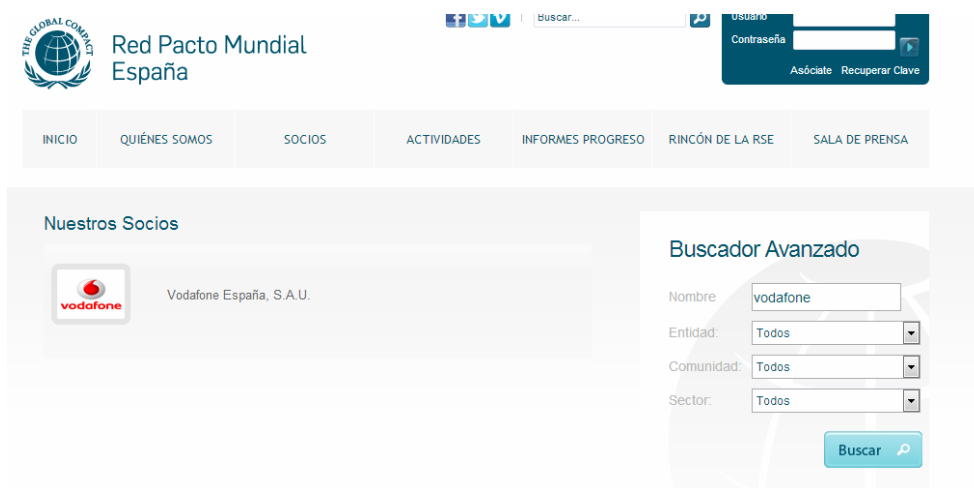 THE GLOBAL COMPACT
Red Pacto Mundial
España
Buscar...
Usuario
Contraseña
Asóciate Recuperar Clave
INICIO QUIÉNES SOMOS SOCIOS ACTIVIDADES INFORMES PROGRESO RINCÓN DE LA RSE SALA DE PRENSA
Nuestros Socios
vodafone
Vodafone España, S.A.U.
Buscador Avanzado
Nombre vodafone
Entidad: Todos
Comunidad: Todos
Sector: Todos
Buscar